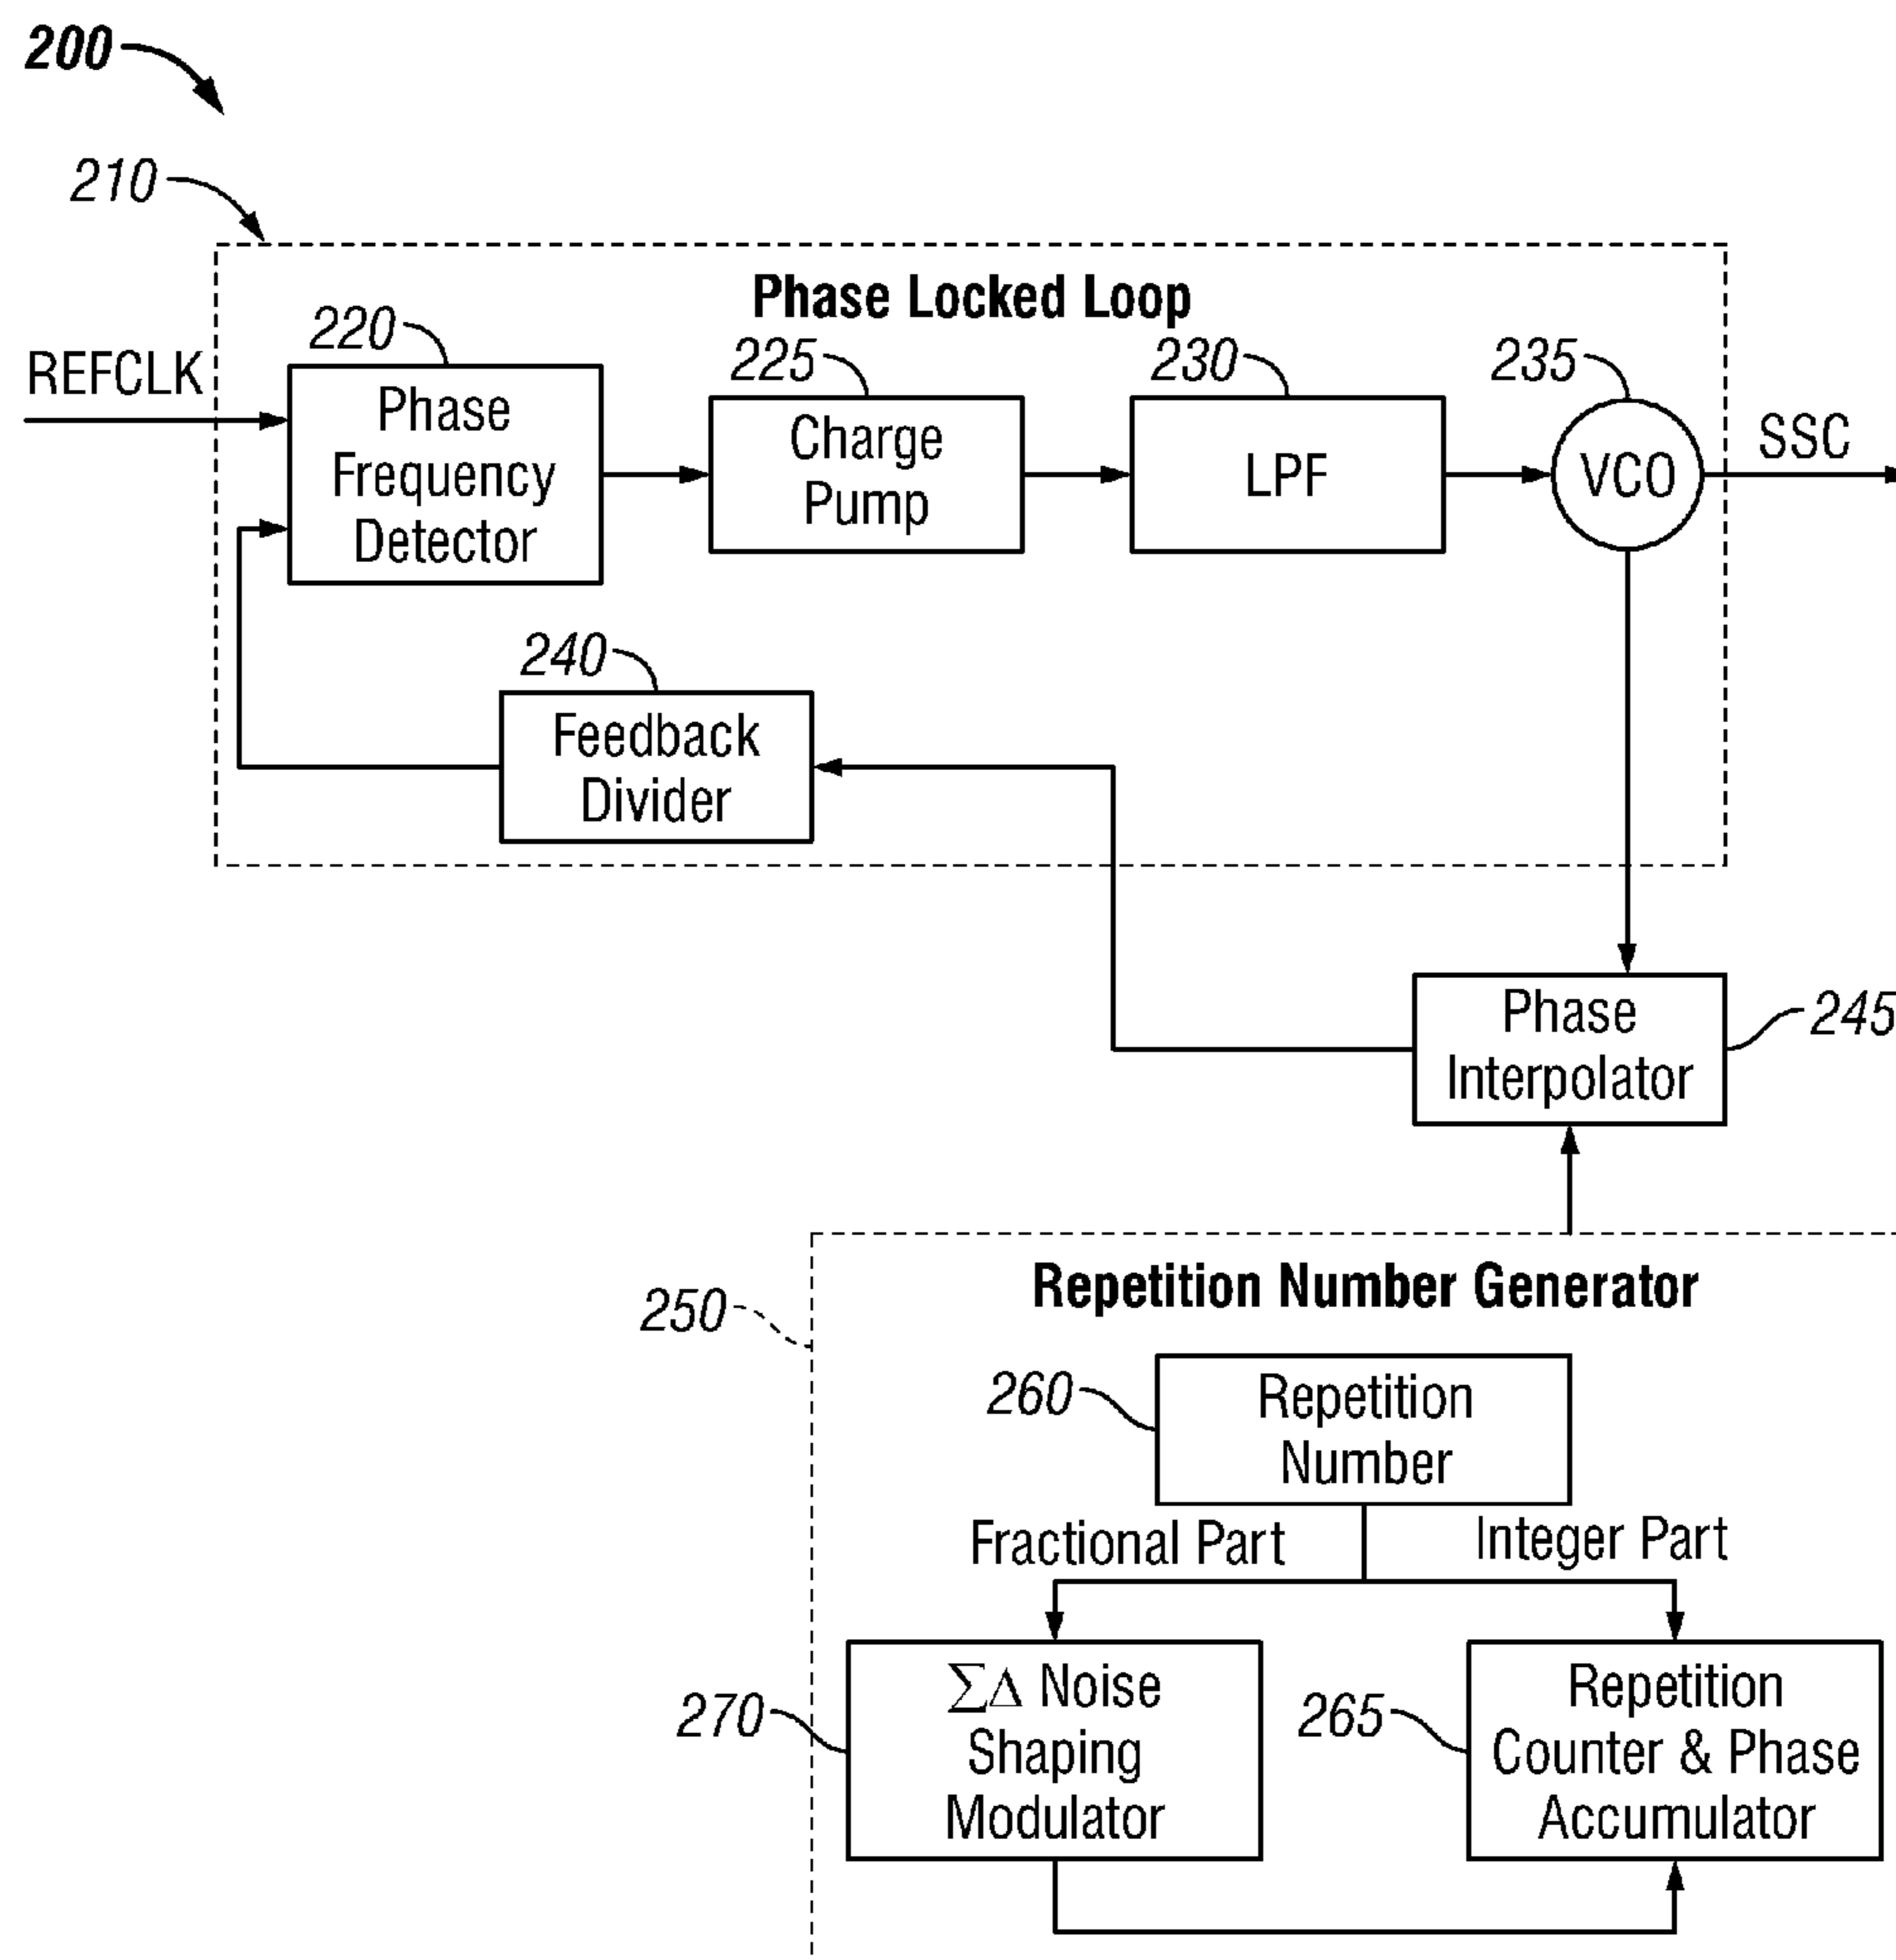 200
210
Phase Locked Loop
220
225
230
235
REFCLK
Phase
Frequency
Detector
Charge
Pump
LPF
VCO
SSC
240
Feedback
Divider
Phase
Interpolator
245
Repetition Number Generator
250
260
Repetition
Number
Fractional Part
Integer Part
270
ΣΔ Noise
Shaping
Modulator
265
Repetition
Counter & Phase
Accumulator